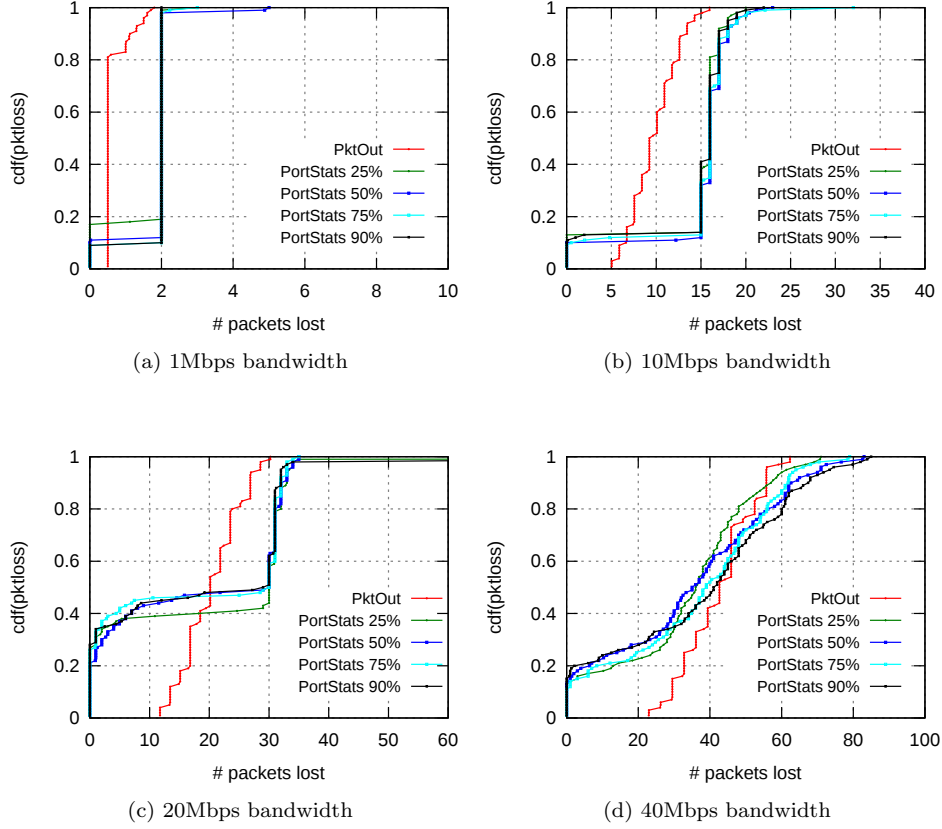 1
0.8
0.6
0.4
0.2
0
cdf(pktloss)
PktOut
PortStats 25%
PortStats 50%
PortStats 75%
PortStats 90%
0 2 4 6 8 10
# packets lost
(a) 1Mbps bandwidth
1
0.8
0.6
0.4
0.2
0
cdf(pktloss)
PktOut
PortStats 25%
PortStats 50%
PortStats 75%
PortStats 90%
0 5 10 15 20 25 30 35 40
# packets lost
(b) 10Mbps bandwidth
1
0.8
0.6
0.4
0.2
0
cdf(pktloss)
PktOut
PortStats 25%
PortStats 50%
PortStats 75%
PortStats 90%
0 10 20 30 40 50 60
# packets lost
(c) 20Mbps bandwidth
1
0.8
0.6
0.4
0.2
0
cdf(pktloss)
PktOut
PortStats 25%
PortStats 50%
PortStats 75%
PortStats 90%
0 20 40 60 80 100
# packets lost
(d) 40Mbps bandwidth